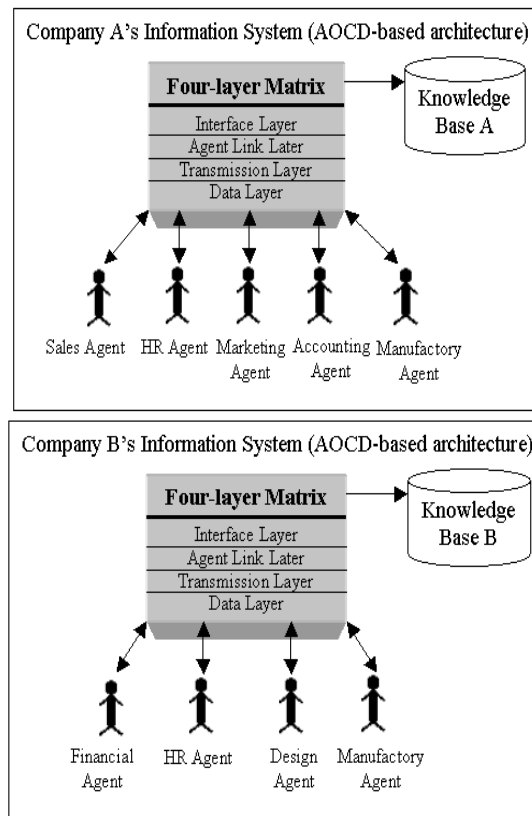 Company A's Information System (AOCD-based architecture)
Four-layer Matrix
Interface Layer
Agent Link Later
Transmission Layer
Data Layer
Knowledge
Base A
Sales Agent
HR Agent
Marketing
Agent
Accounting
Agent
Manufactory
Agent
Company B's Information System (AOCD-based architecture)
Four-layer Matrix
Interface Layer
Agent Link Later
Transmission Layer
Data Layer
Knowledge
Base B
Financial
Agent
HR Agent
Design
Agent
Manufactory
Agent